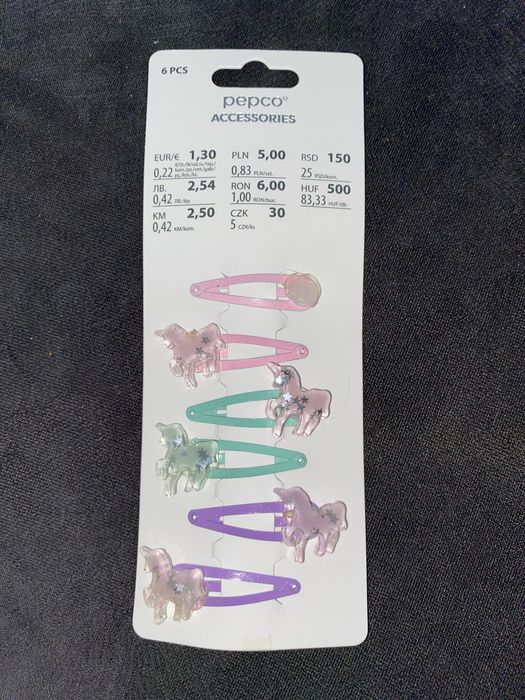 6 PCS
pepco®
ACCESSORIES
EUR/€ 1,30
0,22
PLN 5,00
0,83 PLN/szt.
RSD 150
25 RSD/kom.
ЛВ. 2,54
0,42 ЛВ./бр.
RON 6,00
1,00 RON/buc.
HUF 500
83,33 HUF/db
KM 2,50
0,42 KM/kom.
CZK 30
5 CZK/ks